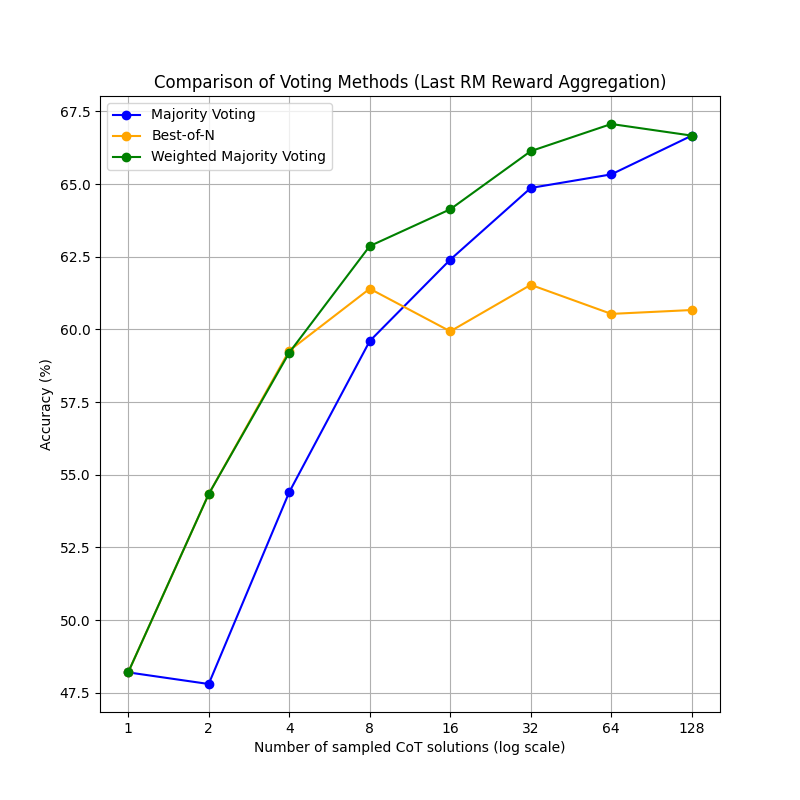 Comparison of Voting Methods (Last RM Reward Aggregation)
Majority Voting
Best-of-N
Weighted Majority Voting
67.5
65.0
62.5
60.0
57.5
55.0
52.5
50.0
47.5
Accuracy (%)
1 2 4 8 16 32 64 128
Number of sampled CoT solutions (log scale)